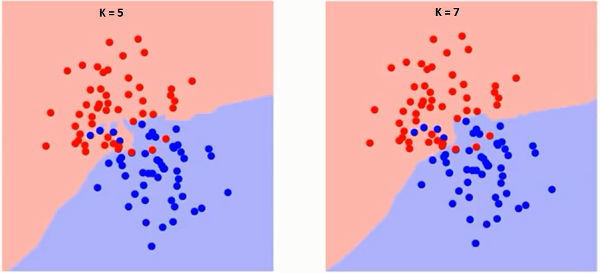 K = 5
K = 7